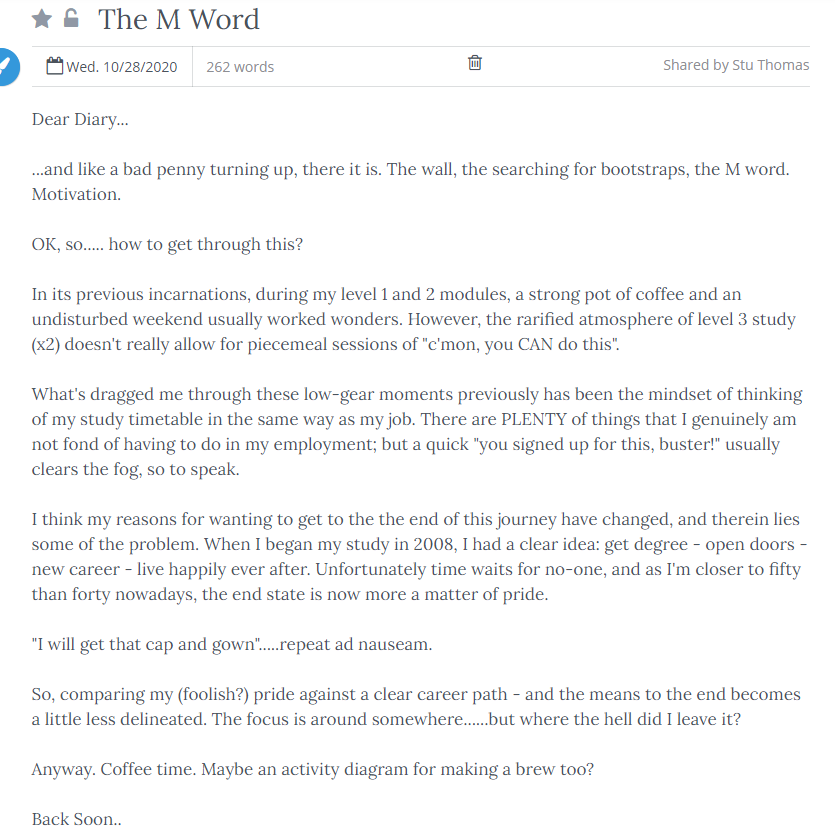 The M Word
Wed. 10/28/2020 262 words Shared by Stu Thomas
Dear Diary...
...and like a bad penny turning up, there it is. The wall, the searching for bootstraps, the M word.
Motivation.
OK, so..... how to get through this?
In its previous incarnations, during my level 1 and 2 modules, a strong pot of coffee and an
undisturbed weekend usually worked wonders. However, the rarified atmosphere of level 3 study
(x2) doesn't really allow for piecemeal sessions of "c'mon, you CAN do this".
What's dragged me through these low-gear moments previously has been the mindset of thinking
of my study timetable in the same way as my job. There are PLENTY of things that I genuinely am
not fond of having to do in my employment; but a quick "you signed up for this, buster!" usually
clears the fog, so to speak.
I think my reasons for wanting to get to the the end of this journey have changed, and therein lies
some of the problem. When I began my study in 2008, I had a clear idea: get degree - open doors -
new career - live happily ever after. Unfortunately time waits for no-one, and as I'm closer to fifty
than forty nowadays, the end state is now more a matter of pride.
"I will get that cap and gown".....repeat ad nauseam.
So, comparing my (foolish?) pride against a clear career path - and the means to the end becomes
a little less delineated. The focus is around somewhere......but where the hell did I leave it?
Anyway. Coffee time. Maybe an activity diagram for making a brew too?
Back Soon..